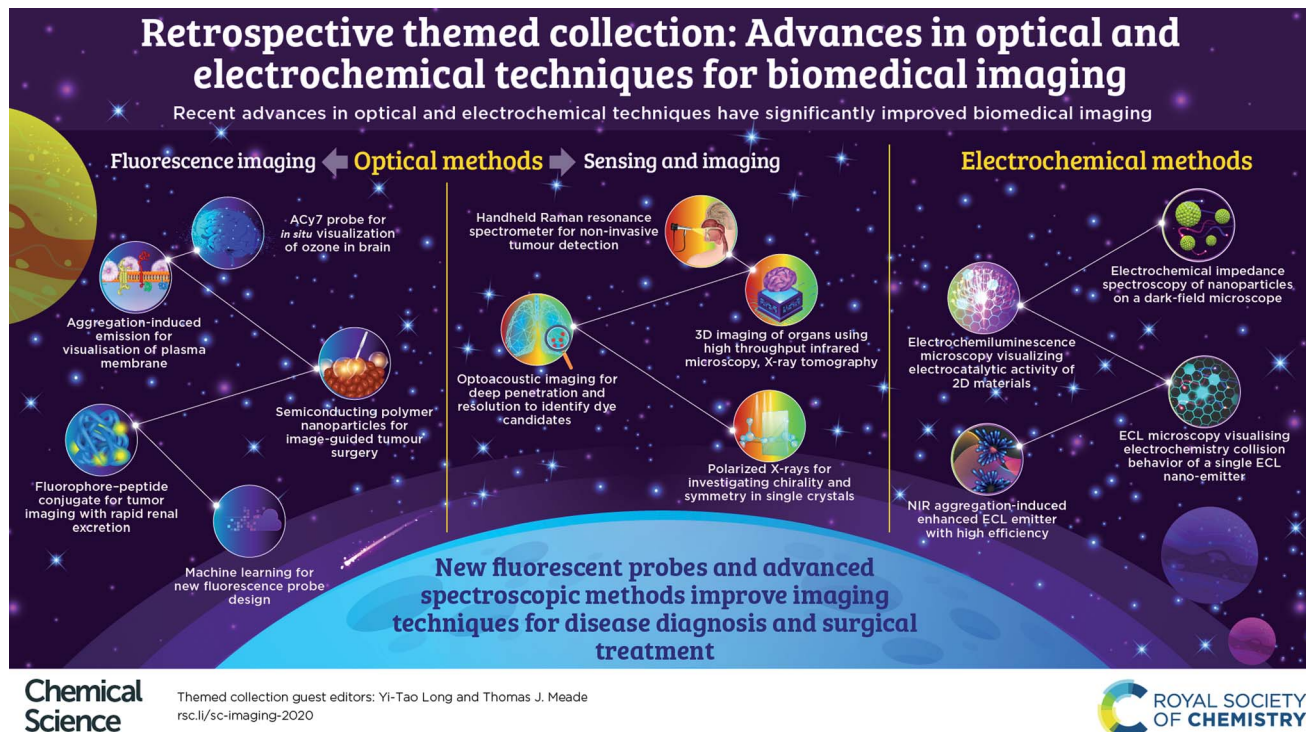 Retrospective themed collection: Advances in optical and
electrochemical techniques for biomedical imaging
Recent advances in optical and electrochemical techniques have significantly improved biomedical imaging
Fluorescence imaging
Optical methods
Sensing and imaging
Electrochemical methods
ACy7 probe for
in situ visualization
of ozone in brain
Aggregation-induced
emission for
visualisation of plasma
membrane
Semiconducting polymer
nanoparticles for
image-guided tumour
surgery
Fluorophore–peptide
conjugate for tumor
imaging with rapid renal
excretion
Machine learning for
new fluorescence probe
design
Handheld Raman resonance
spectrometer for non-invasive
tumour detection
3D imaging of organs using
high throughput infrared
microscopy, X-ray tomography
Optoacoustic imaging for
deep penetration and
resolution to identify dye
candidates
Polarized X-rays for
investigating chirality and
symmetry in single crystals
Electrochemical impedance
spectroscopy of nanoparticles
on a dark-field microscope
Electrochemiluminescence
microscopy visualizing
electrocatalytic activity of
2D materials
ECL microscopy visualising
electrochemistry collision
behavior of a single ECL
nano-emitter
NIR aggregation-induced
enhanced ECL emitter
with high efficiency
New fluorescent probes and advanced
spectroscopic methods improve imaging
techniques for disease diagnosis and surgical
treatment
Chemical
Science
Themed collection guest editors: Yi-Tao Long and Thomas J. Meade
rsc.li/sc-imaging-2020
ROYAL SOCIETY
OF CHEMISTRY